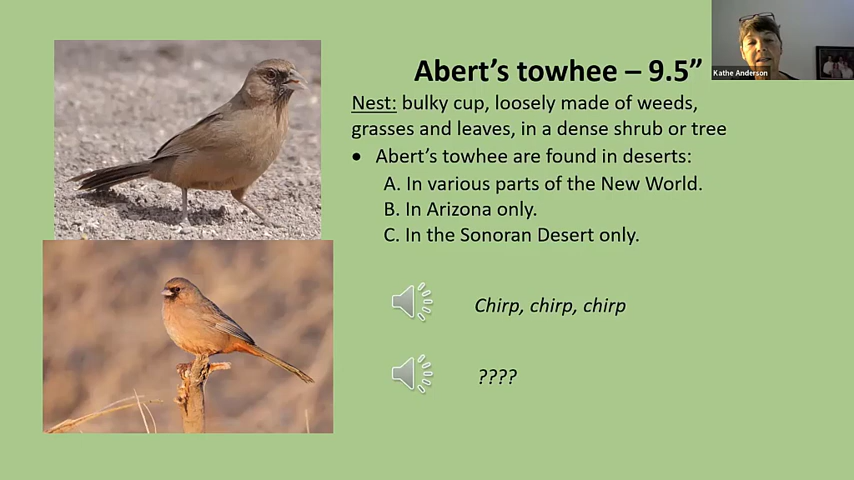 Abert’s towhee – 9.5”
Kathe Anderson
Nest: bulky cup, loosely made of weeds,
grasses and leaves, in a dense shrub or tree
• Abert’s towhee are found in deserts:
A. In various parts of the New World.
B. In Arizona only.
C. In the Sonoran Desert only.
Chirp, chirp, chirp
????